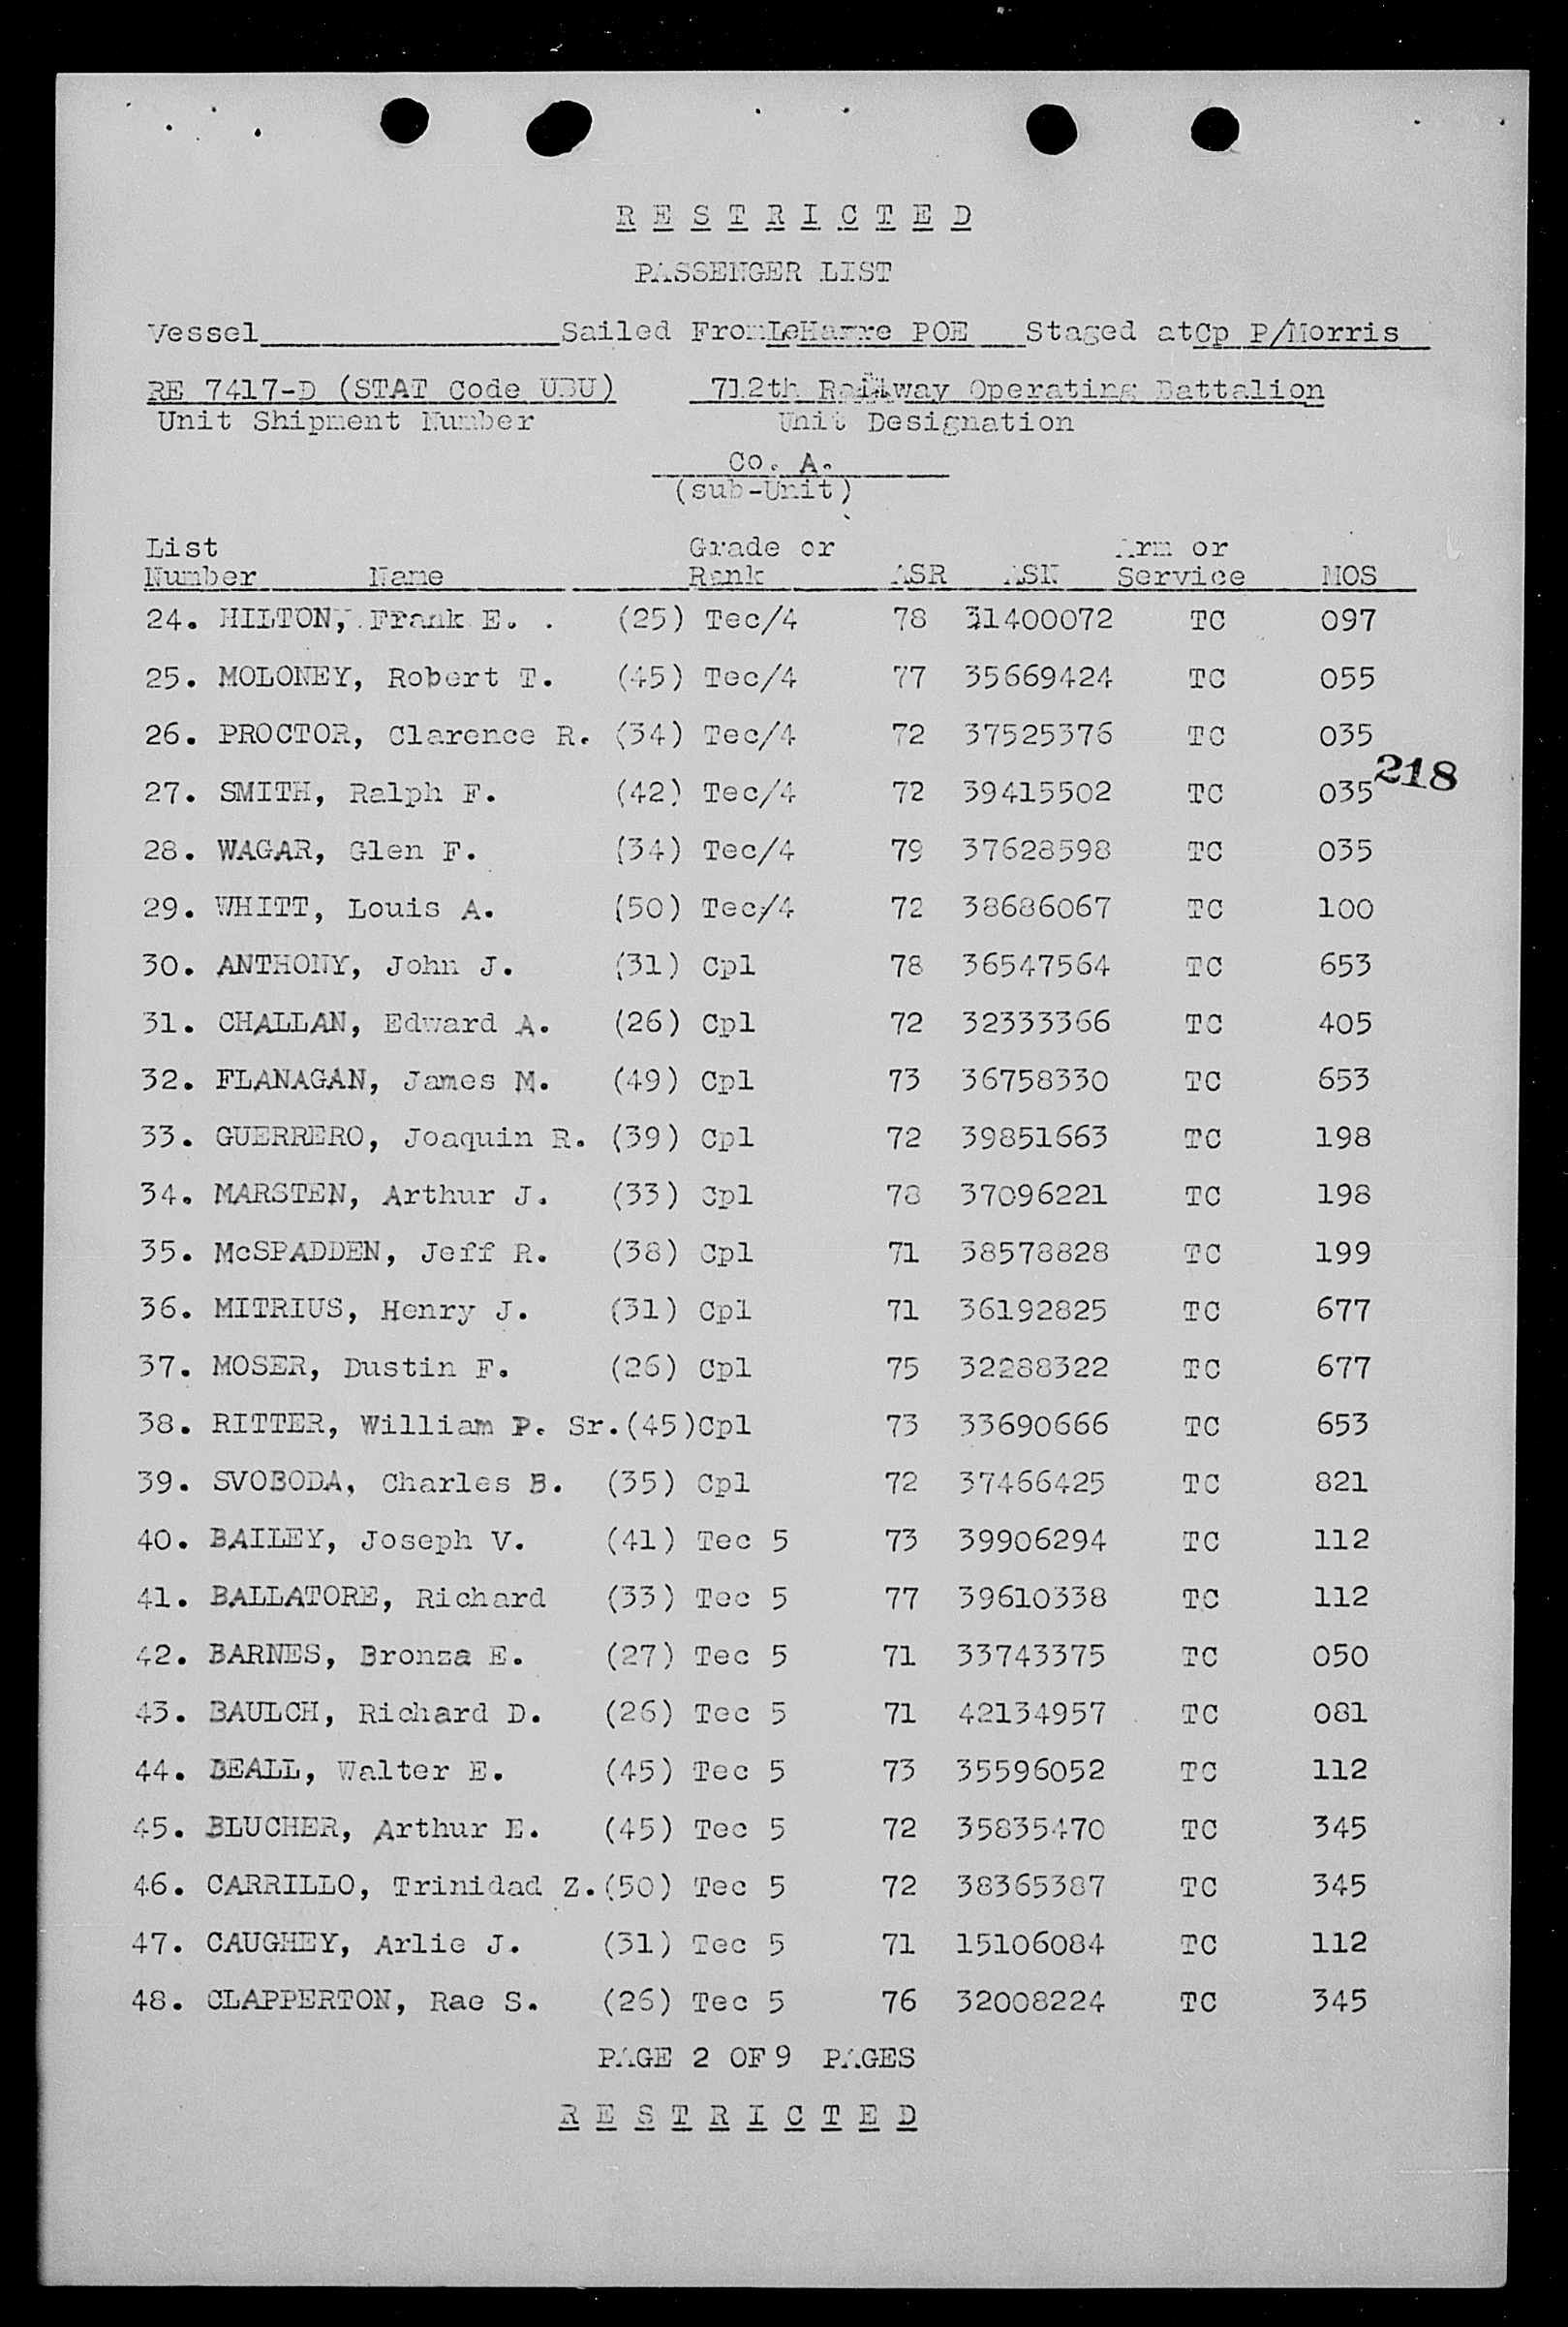 R E S T R I C T E D
PASSENGER LIST
Vessel Sailed From LeHavre POE Staged at Cp P/Morris
RE 7417-D (STAT Code UBU) 712th Railway Operating Battalion
Unit Shipment Number Unit Designation
Co. A.
(sub-Unit)
List Grade or Arm or
Number Name Rank ASR ASN Service MOS
24. HILTON, Frank E. . (25) Tec/4 78 31400072 TC 097
25. MOLONEY, Robert T. (45) Tec/4 77 35669424 TC 055
26. PROCTOR, Clarence R. (34) Tec/4 72 37525376 TC 035
218
27. SMITH, Ralph F. (42) Tec/4 72 39415502 TC 035
28. WAGAR, Glen F. (34) Tec/4 79 37628598 TC 035
29. WHITT, Louis A. (50) Tec/4 72 38686067 TC 100
30. ANTHONY, John J. (31) Cpl 78 36547564 TC 653
31. CHALLAN, Edward A. (26) Cpl 72 32333366 TC 405
32. FLANAGAN, James M. (49) Cpl 73 36758330 TC 653
33. GUERRERO, Joaquin R. (39) Cpl 72 39851663 TC 198
34. MARSTEN, Arthur J. (33) Cpl 78 37096221 TC 198
35. McSPADDEN, Jeff R. (38) Cpl 71 38578828 TC 199
36. MITRIUS, Henry J. (31) Cpl 71 36192825 TC 677
37. MOSER, Dustin F. (26) Cpl 75 32288322 TC 677
38. RITTER, William P. Sr.(45)Cpl 73 33690666 TC 653
39. SVOBODA, Charles B. (35) Cpl 72 37466425 TC 821
40. BAILEY, Joseph V. (41) Tec 5 73 39906294 TC 112
41. BALLATORE, Richard (33) Tec 5 77 39610338 TC 112
42. BARNES, Bronza E. (27) Tec 5 71 33743375 TC 050
43. BAULCH, Richard D. (26) Tec 5 71 42134957 TC 081
44. BEALL, Walter E. (45) Tec 5 73 35596052 TC 112
45. BLUCHER, Arthur E. (45) Tec 5 72 35835470 TC 345
46. CARRILLO, Trinidad Z.(50) Tec 5 72 38365387 TC 345
47. CAUGHEY, Arlie J. (31) Tec 5 71 15106084 TC 112
48. CLAPPERTON, Rae S. (26) Tec 5 76 32008224 TC 345
PAGE 2 OF 9 PAGES
R E S T R I C T E D